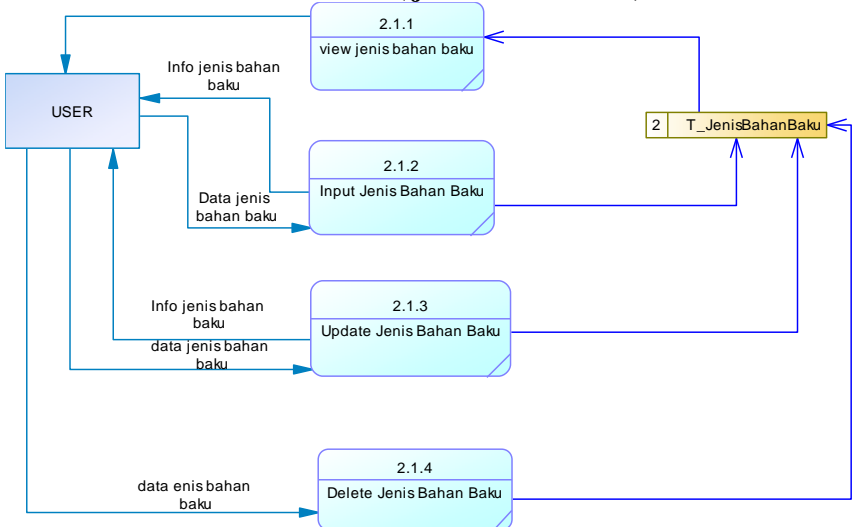 2.1.1
view jenis bahan baku
Info jenis bahan
baku
USER
2 T_JenisBahanBaku
2.1.2
Input Jenis Bahan Baku
Data jenis
bahan baku
2.1.3
Update Jenis Bahan Baku
Info jenis bahan
baku
data jenis bahan
baku
2.1.4
Delete Jenis Bahan Baku
data enis bahan
baku